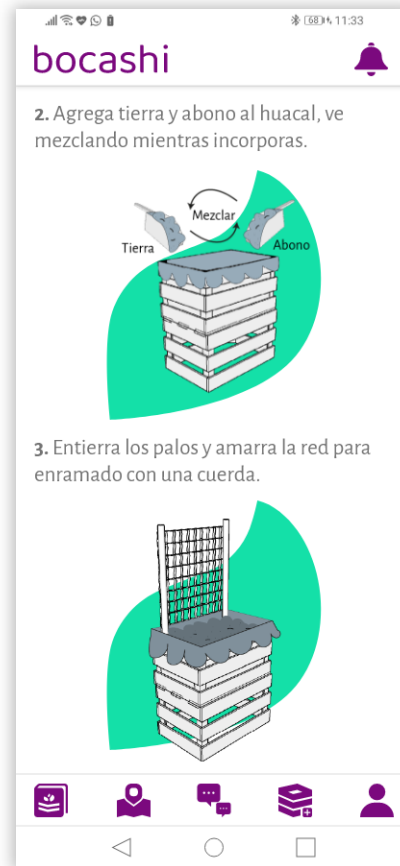 68 11:33
bocashi
2. Agrega tierra y abono al huacal, ve
mezclando mientras incorporas.
Mezclar
Tierra
Abono
3. Entierra los palos y amarra la red para
enramado con una cuerda.